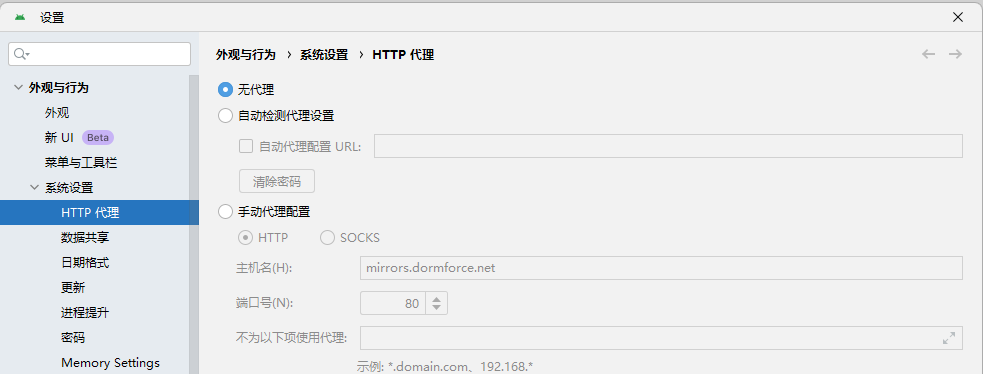 设置
外观与行为 › 系统设置 › HTTP 代理
外观与行为
外观
新 UI Beta
菜单与工具栏
系统设置
HTTP 代理
数据共享
日期格式
更新
进程提升
密码
Memory Settings
无代理
自动检测代理设置
自动代理配置 URL:
清除密码
手动代理配置
HTTP SOCKS
主机名(H): mirrors.dormforce.net
端口号(N): 80
不为以下项使用代理:
示例: *.domain.com、192.168.*